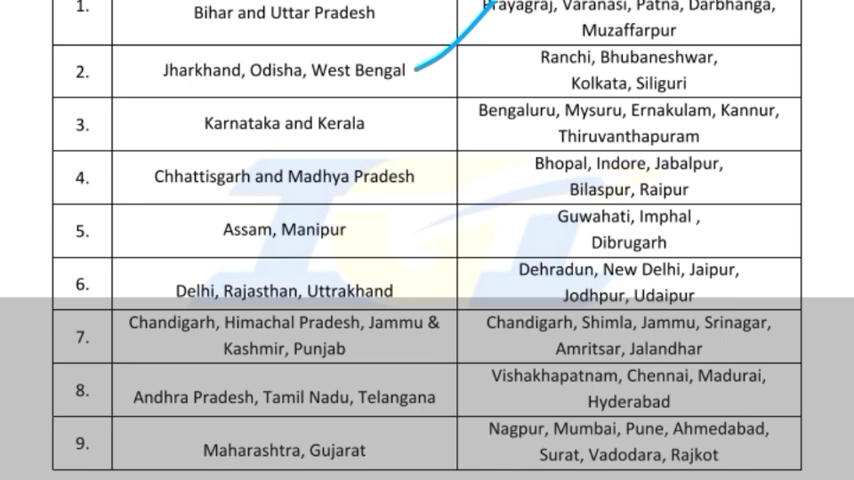 1.
Bihar and Uttar Pradesh
Prayagraj, Varanasi, Patna, Darbhanga,
Muzaffarpur
2.
Jharkhand, Odisha, West Bengal
Ranchi, Bhubaneshwar,
Kolkata, Siliguri
3.
Karnataka and Kerala
Bengaluru, Mysuru, Ernakulam, Kannur,
Thiruvanthapuram
4.
Chhattisgarh and Madhya Pradesh
Bhopal, Indore, Jabalpur,
Bilaspur, Raipur
5.
Assam, Manipur
Guwahati, Imphal ,
Dibrugarh
6.
Delhi, Rajasthan, Uttrakhand
Dehradun, New Delhi, Jaipur,
Jodhpur, Udaipur
7.
Chandigarh, Himachal Pradesh, Jammu &
Kashmir, Punjab
Chandigarh, Shimla, Jammu, Srinagar,
Amritsar, Jalandhar
8.
Andhra Pradesh, Tamil Nadu, Telangana
Vishakhapatnam, Chennai, Madurai,
Hyderabad
9.
Maharashtra, Gujarat
Nagpur, Mumbai, Pune, Ahmedabad,
Surat, Vadodara, Rajkot